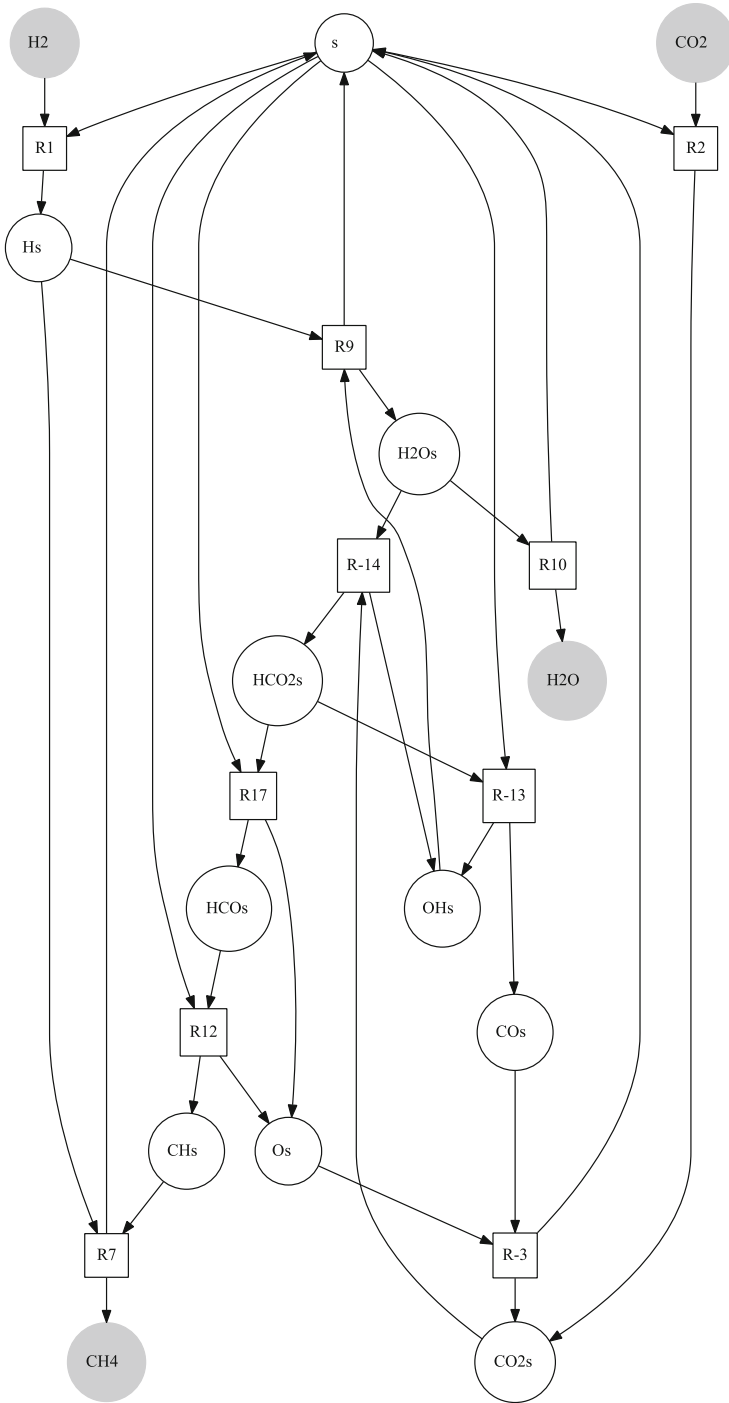 H2
s
CO2
R1
R2
Hs
R9
H2Os
R-14
R10
HCO2s
H2O
R17
R-13
HCOs
OHs
R12
COs
CHs
Os
R7
R-3
CH4
CO2s